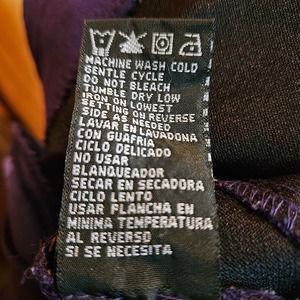 MACHINE WASH COLD
GENTLE CYCLE
DO NOT BLEACH
TUMBLE DRY LOW
IRON ON LOWEST
SETTING ON REVERSE
SIDE AS NEEDED
LAVAR EN LAVADONA
CON GUAFRIA
CICLO DELICADO
NO USAR
BLANQUEADOR
SECAR EN SECADORA
CICLO LENTO
USAR PLANCHA EN
MINIMA TEMPERATURA
AL REVERSO
SI SE NECESITA